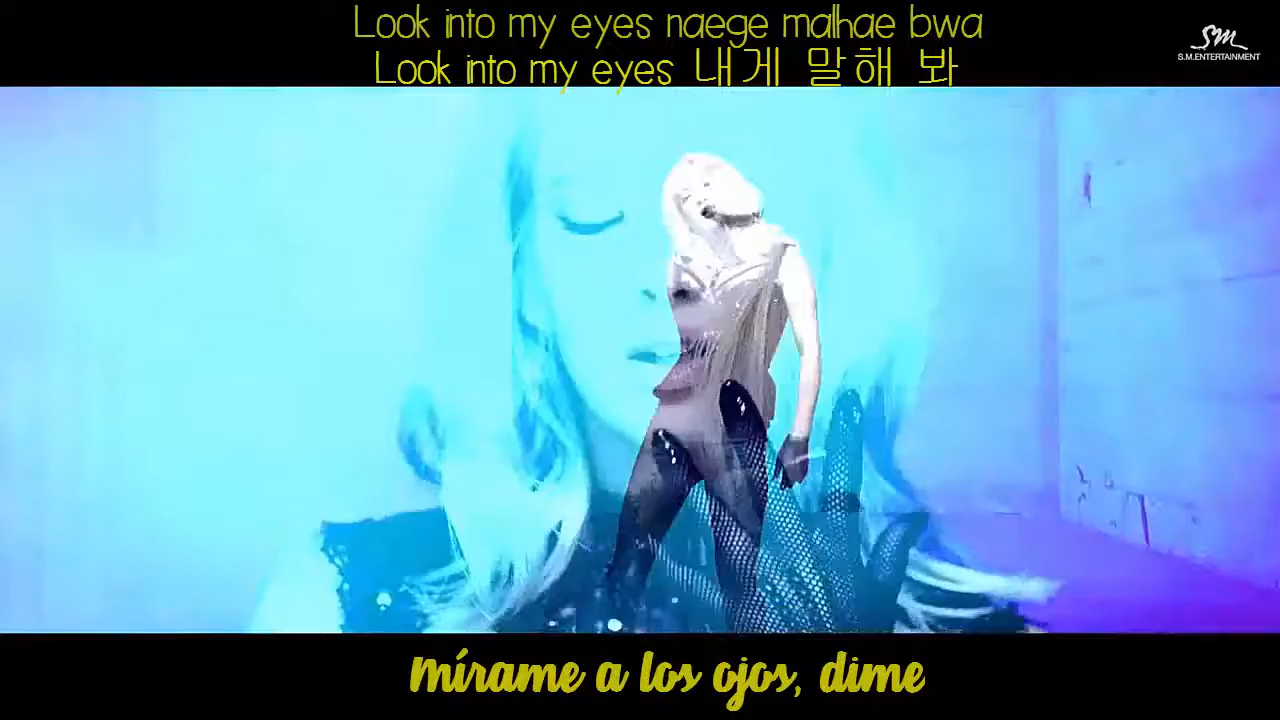 Look into my eyes naege malhae bwa
Look into my eyes 내게 말해 봐
SM
S.M.ENTERTAINMENT
Mírame a los ojos, dime